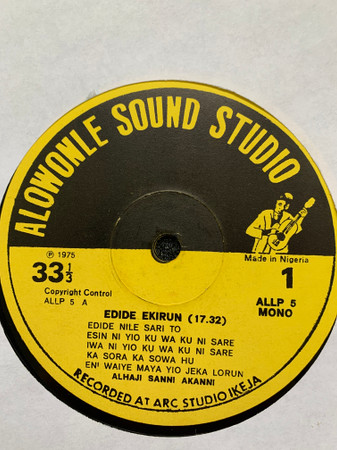 ALOWONLE SOUND STUDIO
℗ 1975
33⅓
Copyright Control
ALLP 5 A
Made in Nigeria
1
ALLP 5
MONO
EDIDE EKIRUN (17.32)
EDIDE NILE SARI TO
ESIN NI YIO KU WA KU NI SARE
IWA NI YIO KU WA KU NI SARE
KA SORA KA SOWA HU
ENI WAIYE MAYA YIO JEKA LORUN
ALHAJI SANNI AKANNI
RECORDED AT ARC STUDIO IKEJA